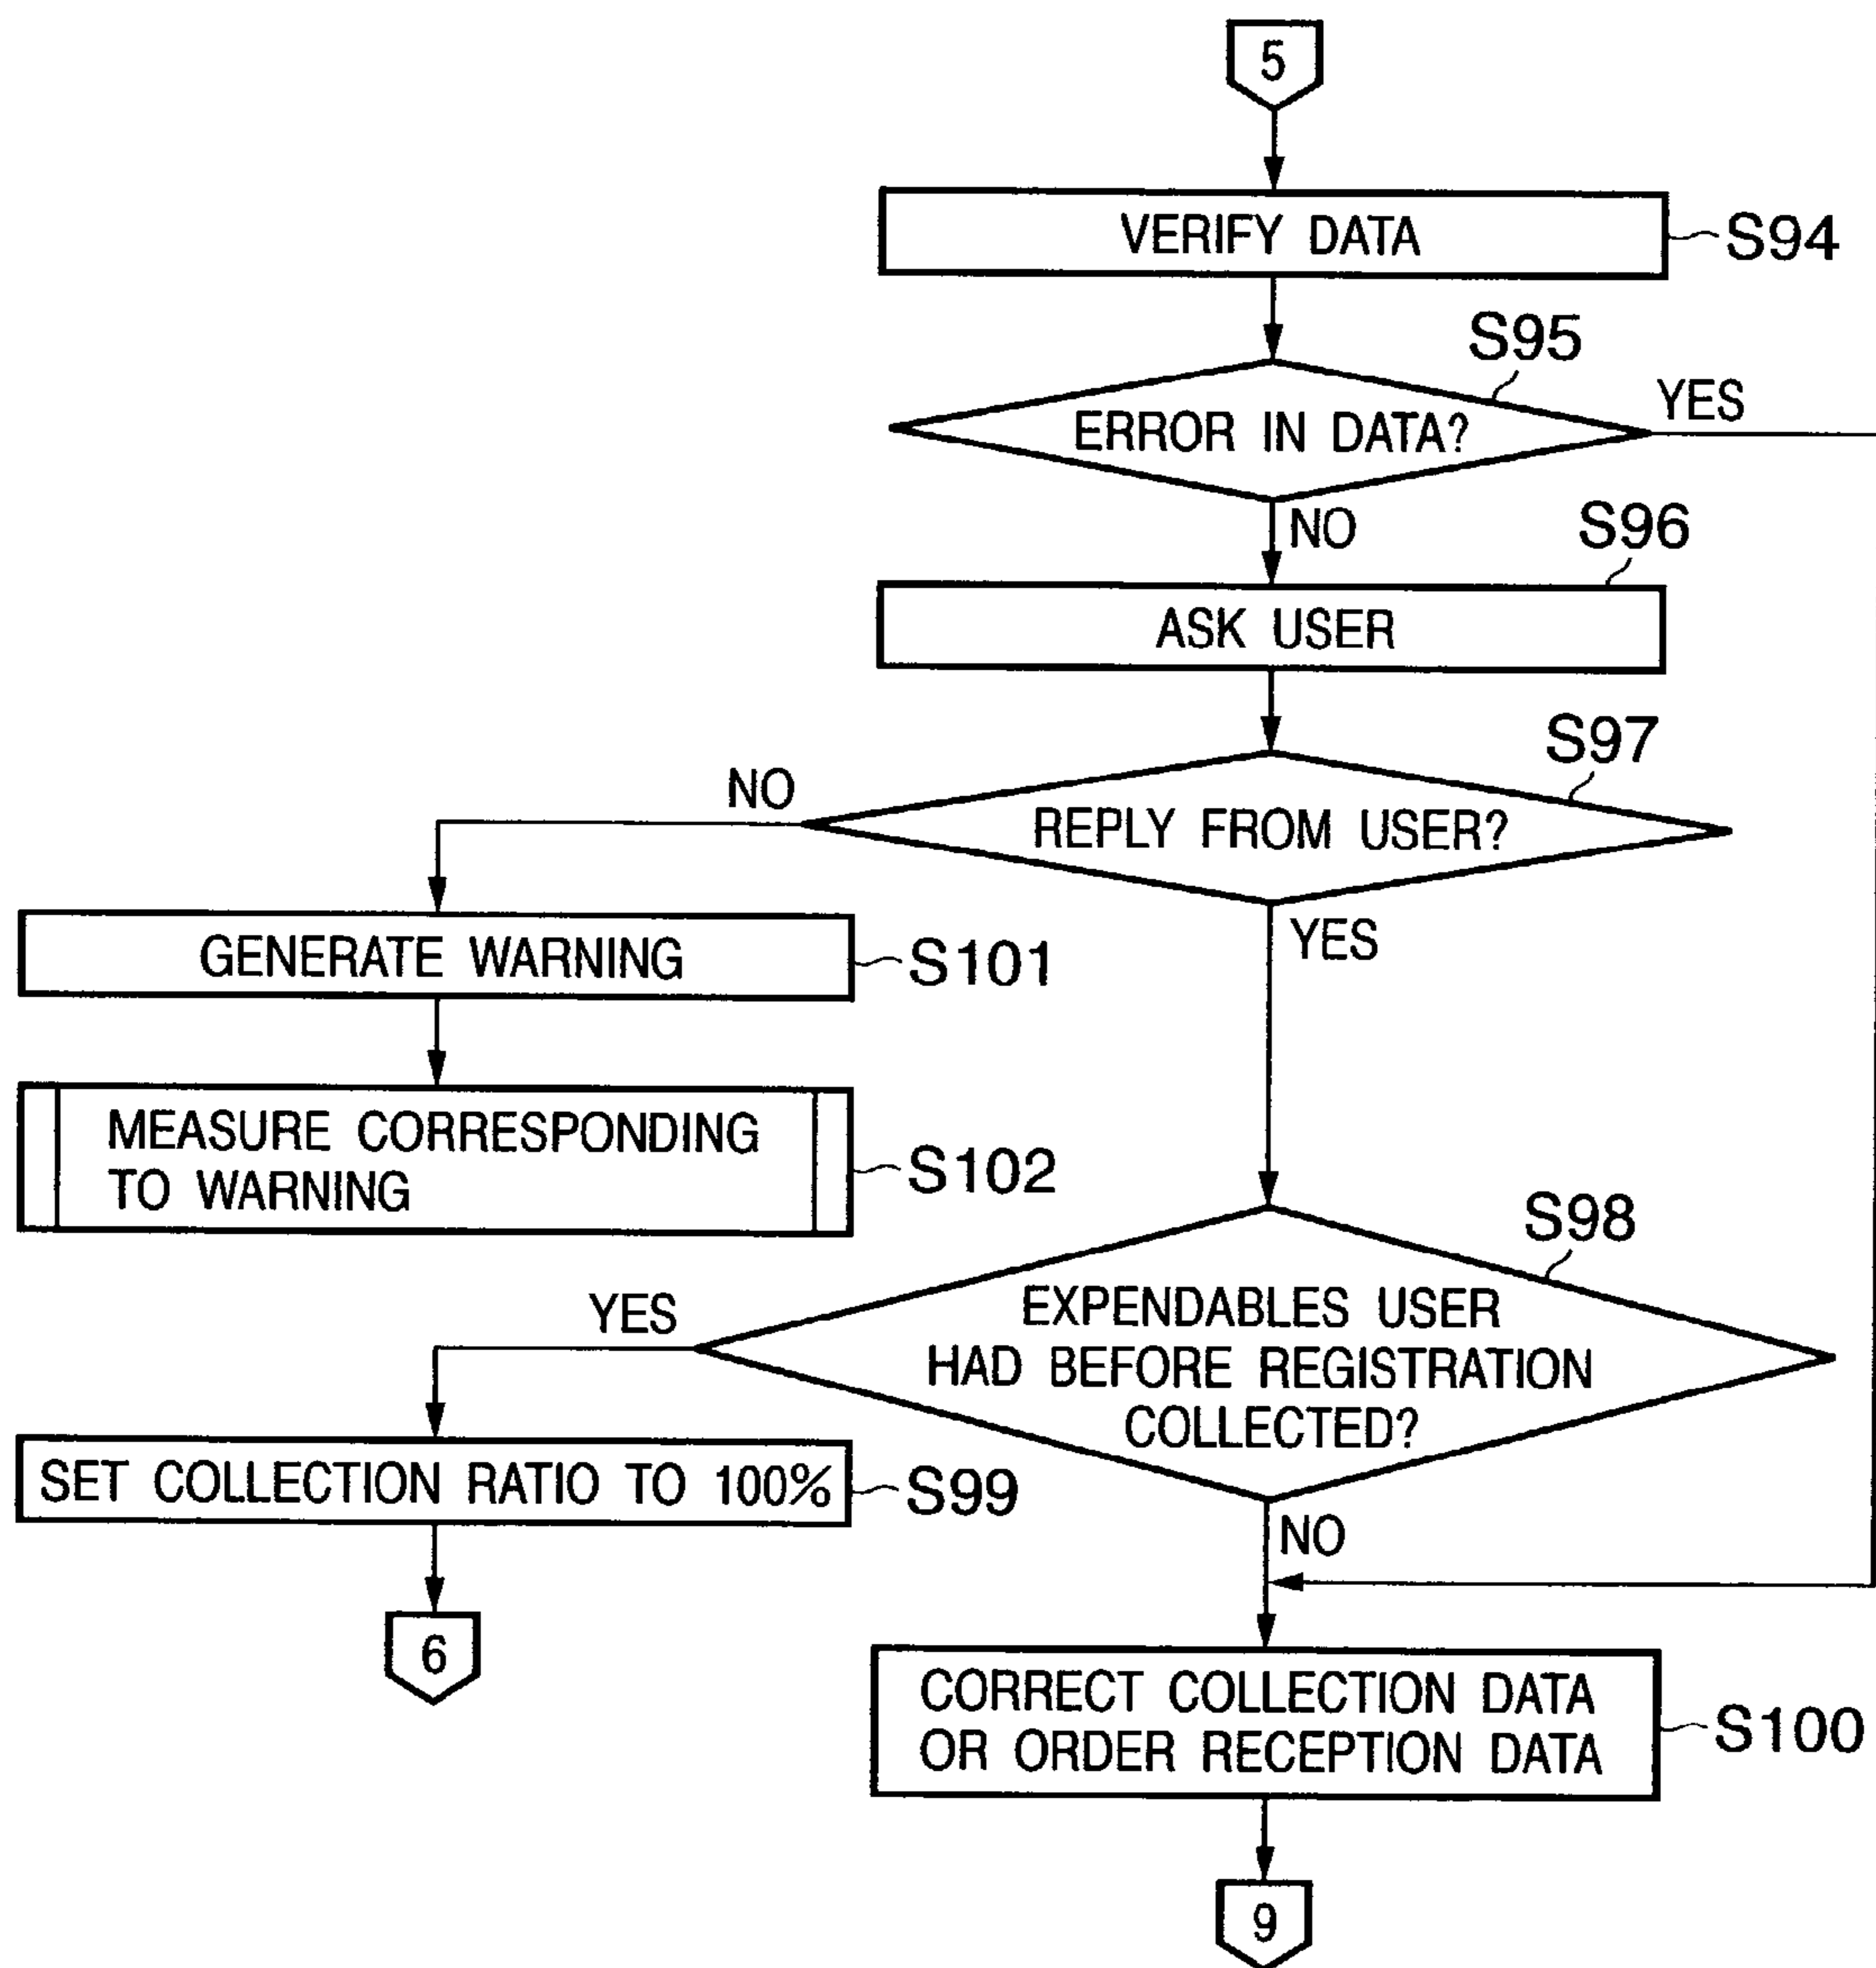 5
VERIFY DATA
S94
S95
ERROR IN DATA?
YES
NO
S96
ASK USER
S97
NO
REPLY FROM USER?
YES
GENERATE WARNING
S101
MEASURE CORRESPONDING
TO WARNING
S102
S98
YES
EXPENDABLES USER
HAD BEFORE REGISTRATION
COLLECTED?
SET COLLECTION RATIO TO 100%
S99
NO
6
CORRECT COLLECTION DATA
OR ORDER RECEPTION DATA
S100
9